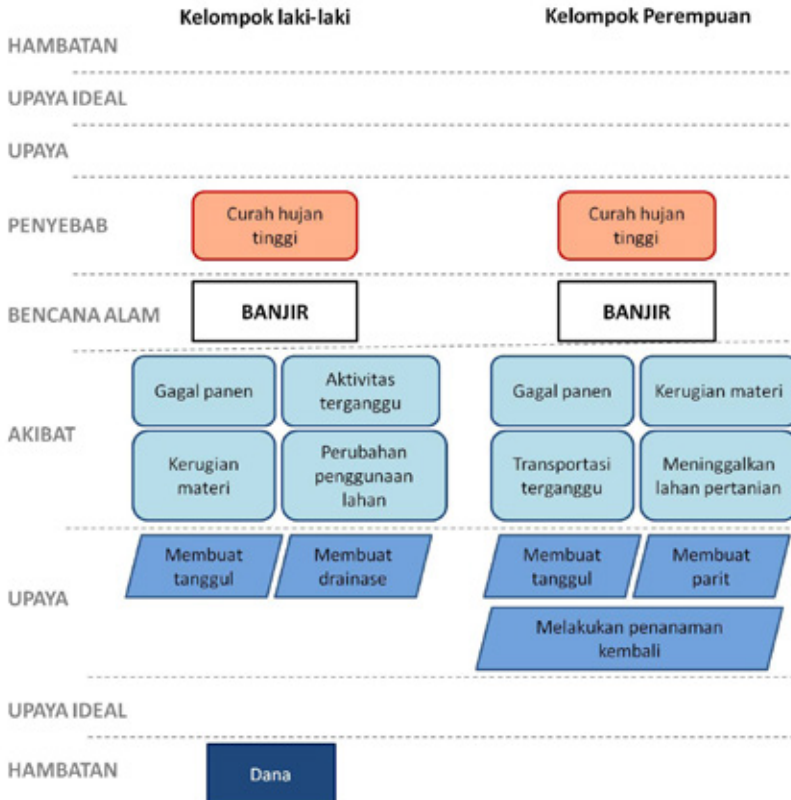 Kelompok laki-laki
Kelompok Perempuan
HAMBATAN
UPAYA IDEAL
UPAYA
PENYEBAB
Curah hujan
tinggi
Curah hujan
tinggi
BENCANA ALAM
BANJIR
BANJIR
AKIBAT
Gagal panen
Aktivitas
terganggu
Kerugian
materi
Perubahan
penggunaan
lahan
Gagal panen
Kerugian materi
Transportasi
terganggu
Meninggalkan
lahan pertanian
UPAYA
Membuat
tanggul
Membuat
drainase
Membuat
tanggul
Membuat
parit
Melakukan penanaman
kembali
UPAYA IDEAL
HAMBATAN
Dana